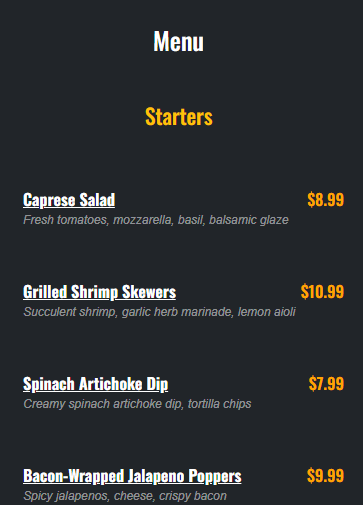 Menu
Starters
Caprese Salad $8.99
Fresh tomatoes, mozzarella, basil, balsamic glaze
Grilled Shrimp Skewers $10.99
Succulent shrimp, garlic herb marinade, lemon aioli
Spinach Artichoke Dip $7.99
Creamy spinach artichoke dip, tortilla chips
Bacon-Wrapped Jalapeno Poppers $9.99
Spicy jalapenos, cheese, crispy bacon